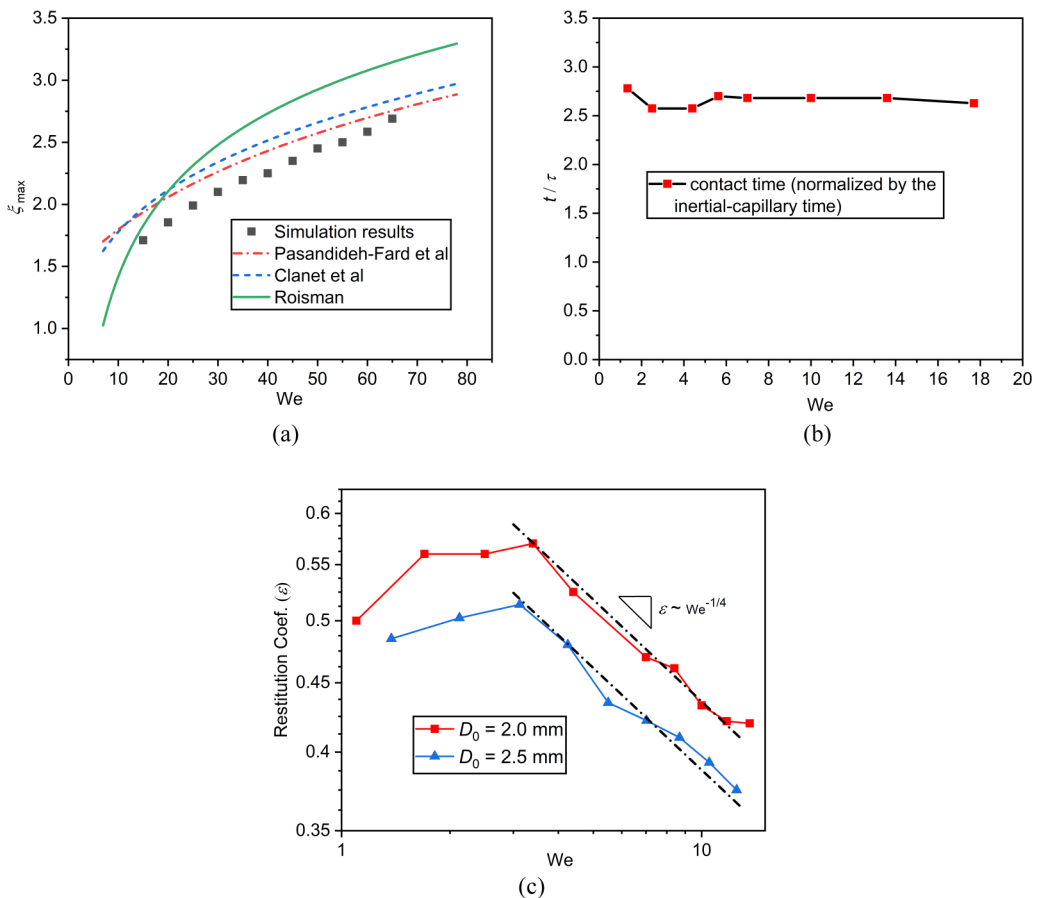 3.5
3.0
2.5
2.0
1.5
1.0
ξmax
Simulation results
Pasandideh-Fard et al
Clanet et al
Roisman
0 10 20 30 40 50 60 70 80
We
(a)
3.5
3.0
2.5
2.0
1.5
1.0
0.5
0.0
t / τ
contact time (normalized by the
inertial-capillary time)
0 2 4 6 8 10 12 14 16 18 20
We
(b)
0.6
0.55
0.5
0.45
0.4
0.35
Restitution Coef. (ε)
ε ~ We-1/4
D0 = 2.0 mm
D0 = 2.5 mm
1 10
We
(c)